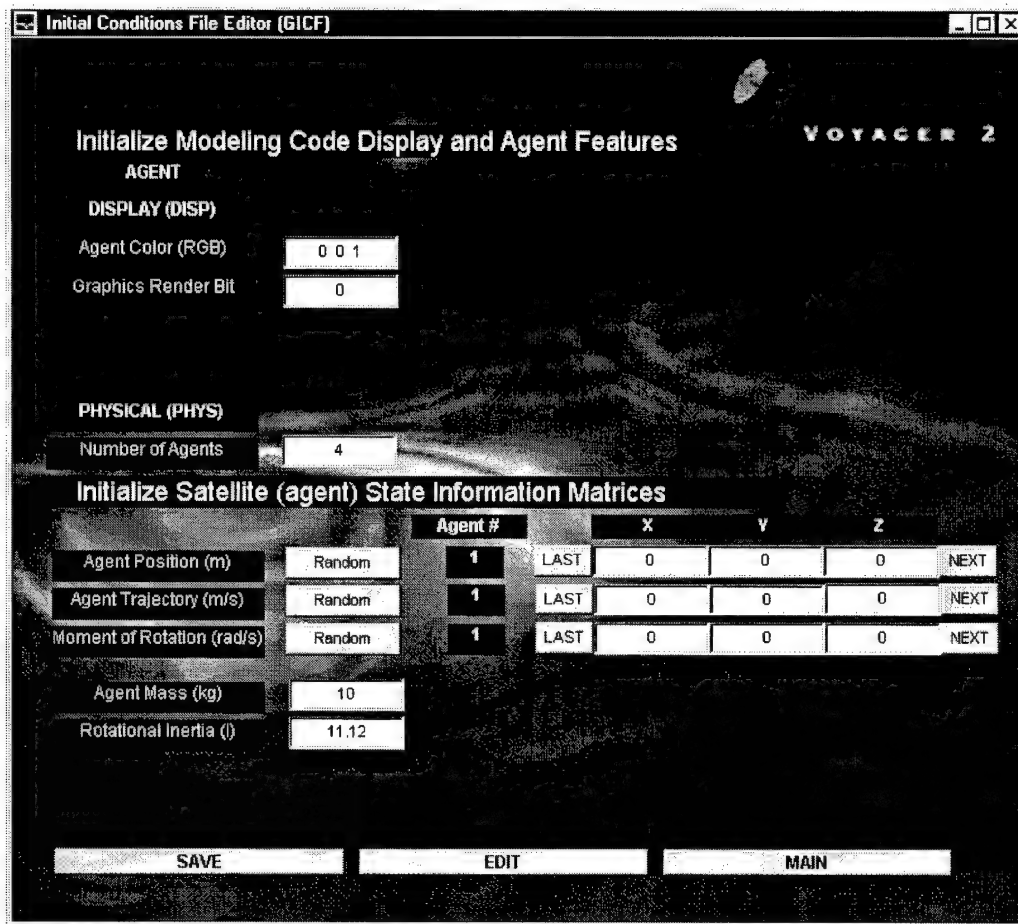 Initial Conditions File Editor (GICF)
VOYAGER 2
Initialize Modeling Code Display and Agent Features
AGENT
DISPLAY (DISP)
Agent Color (RGB) 0 0 1
Graphics Render Bit 0
PHYSICAL (PHYS)
Number of Agents 4
Initialize Satellite (agent) State Information Matrices
Agent # X Y Z
Agent Position (m) Random 1 LAST 0 0 0 NEXT
Agent Trajectory (m/s) Random 1 LAST 0 0 0 NEXT
Moment of Rotation (rad/s) Random 1 LAST 0 0 0 NEXT
Agent Mass (kg) 10
Rotational Inertia (I) 11.12
SAVE EDIT MAIN